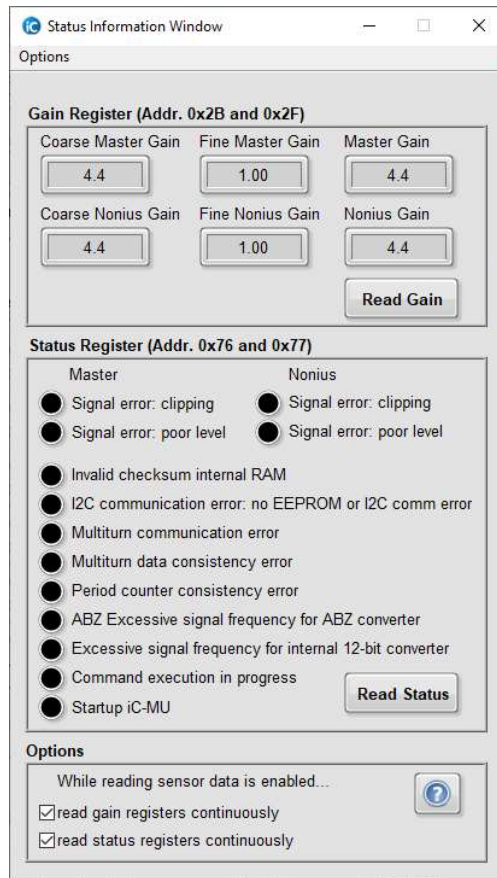 iC Status Information Window
Options
Gain Register (Addr. 0x2B and 0x2F)
Coarse Master Gain Fine Master Gain Master Gain
4.4 1.00 4.4
Coarse Nonius Gain Fine Nonius Gain Nonius Gain
4.4 1.00 4.4
Read Gain
Status Register (Addr. 0x76 and 0x77)
Master Nonius
Signal error: clipping Signal error: clipping
Signal error: poor level Signal error: poor level
Invalid checksum internal RAM
I2C communication error: no EEPROM or I2C comm error
Multiturn communication error
Multiturn data consistency error
Period counter consistency error
ABZ Excessive signal frequency for ABZ converter
Excessive signal frequency for internal 12-bit converter
Command execution in progress
Read Status
Startup iC-MU
Options
While reading sensor data is enabled...
?
read gain registers continuously
read status registers continuously